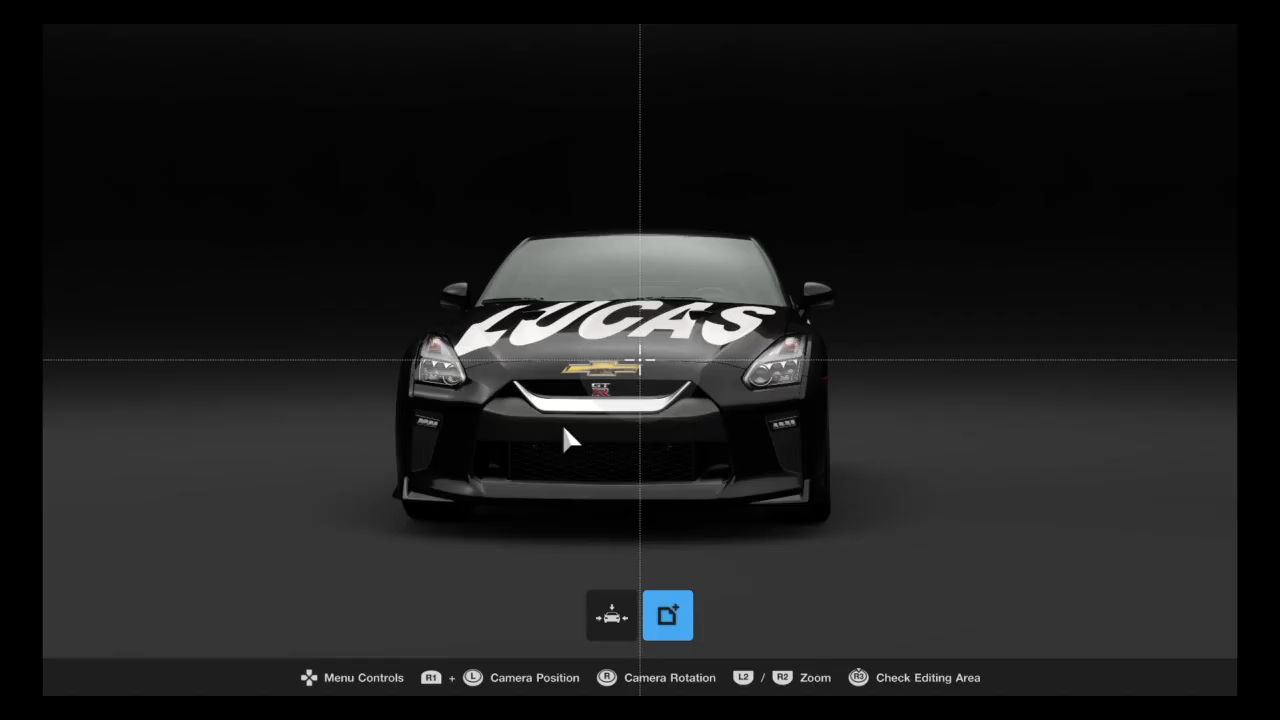 LUCAS
GT
R
Menu Controls R1 + L Camera Position R Camera Rotation L2 / R2 Zoom R3 Check Editing Area